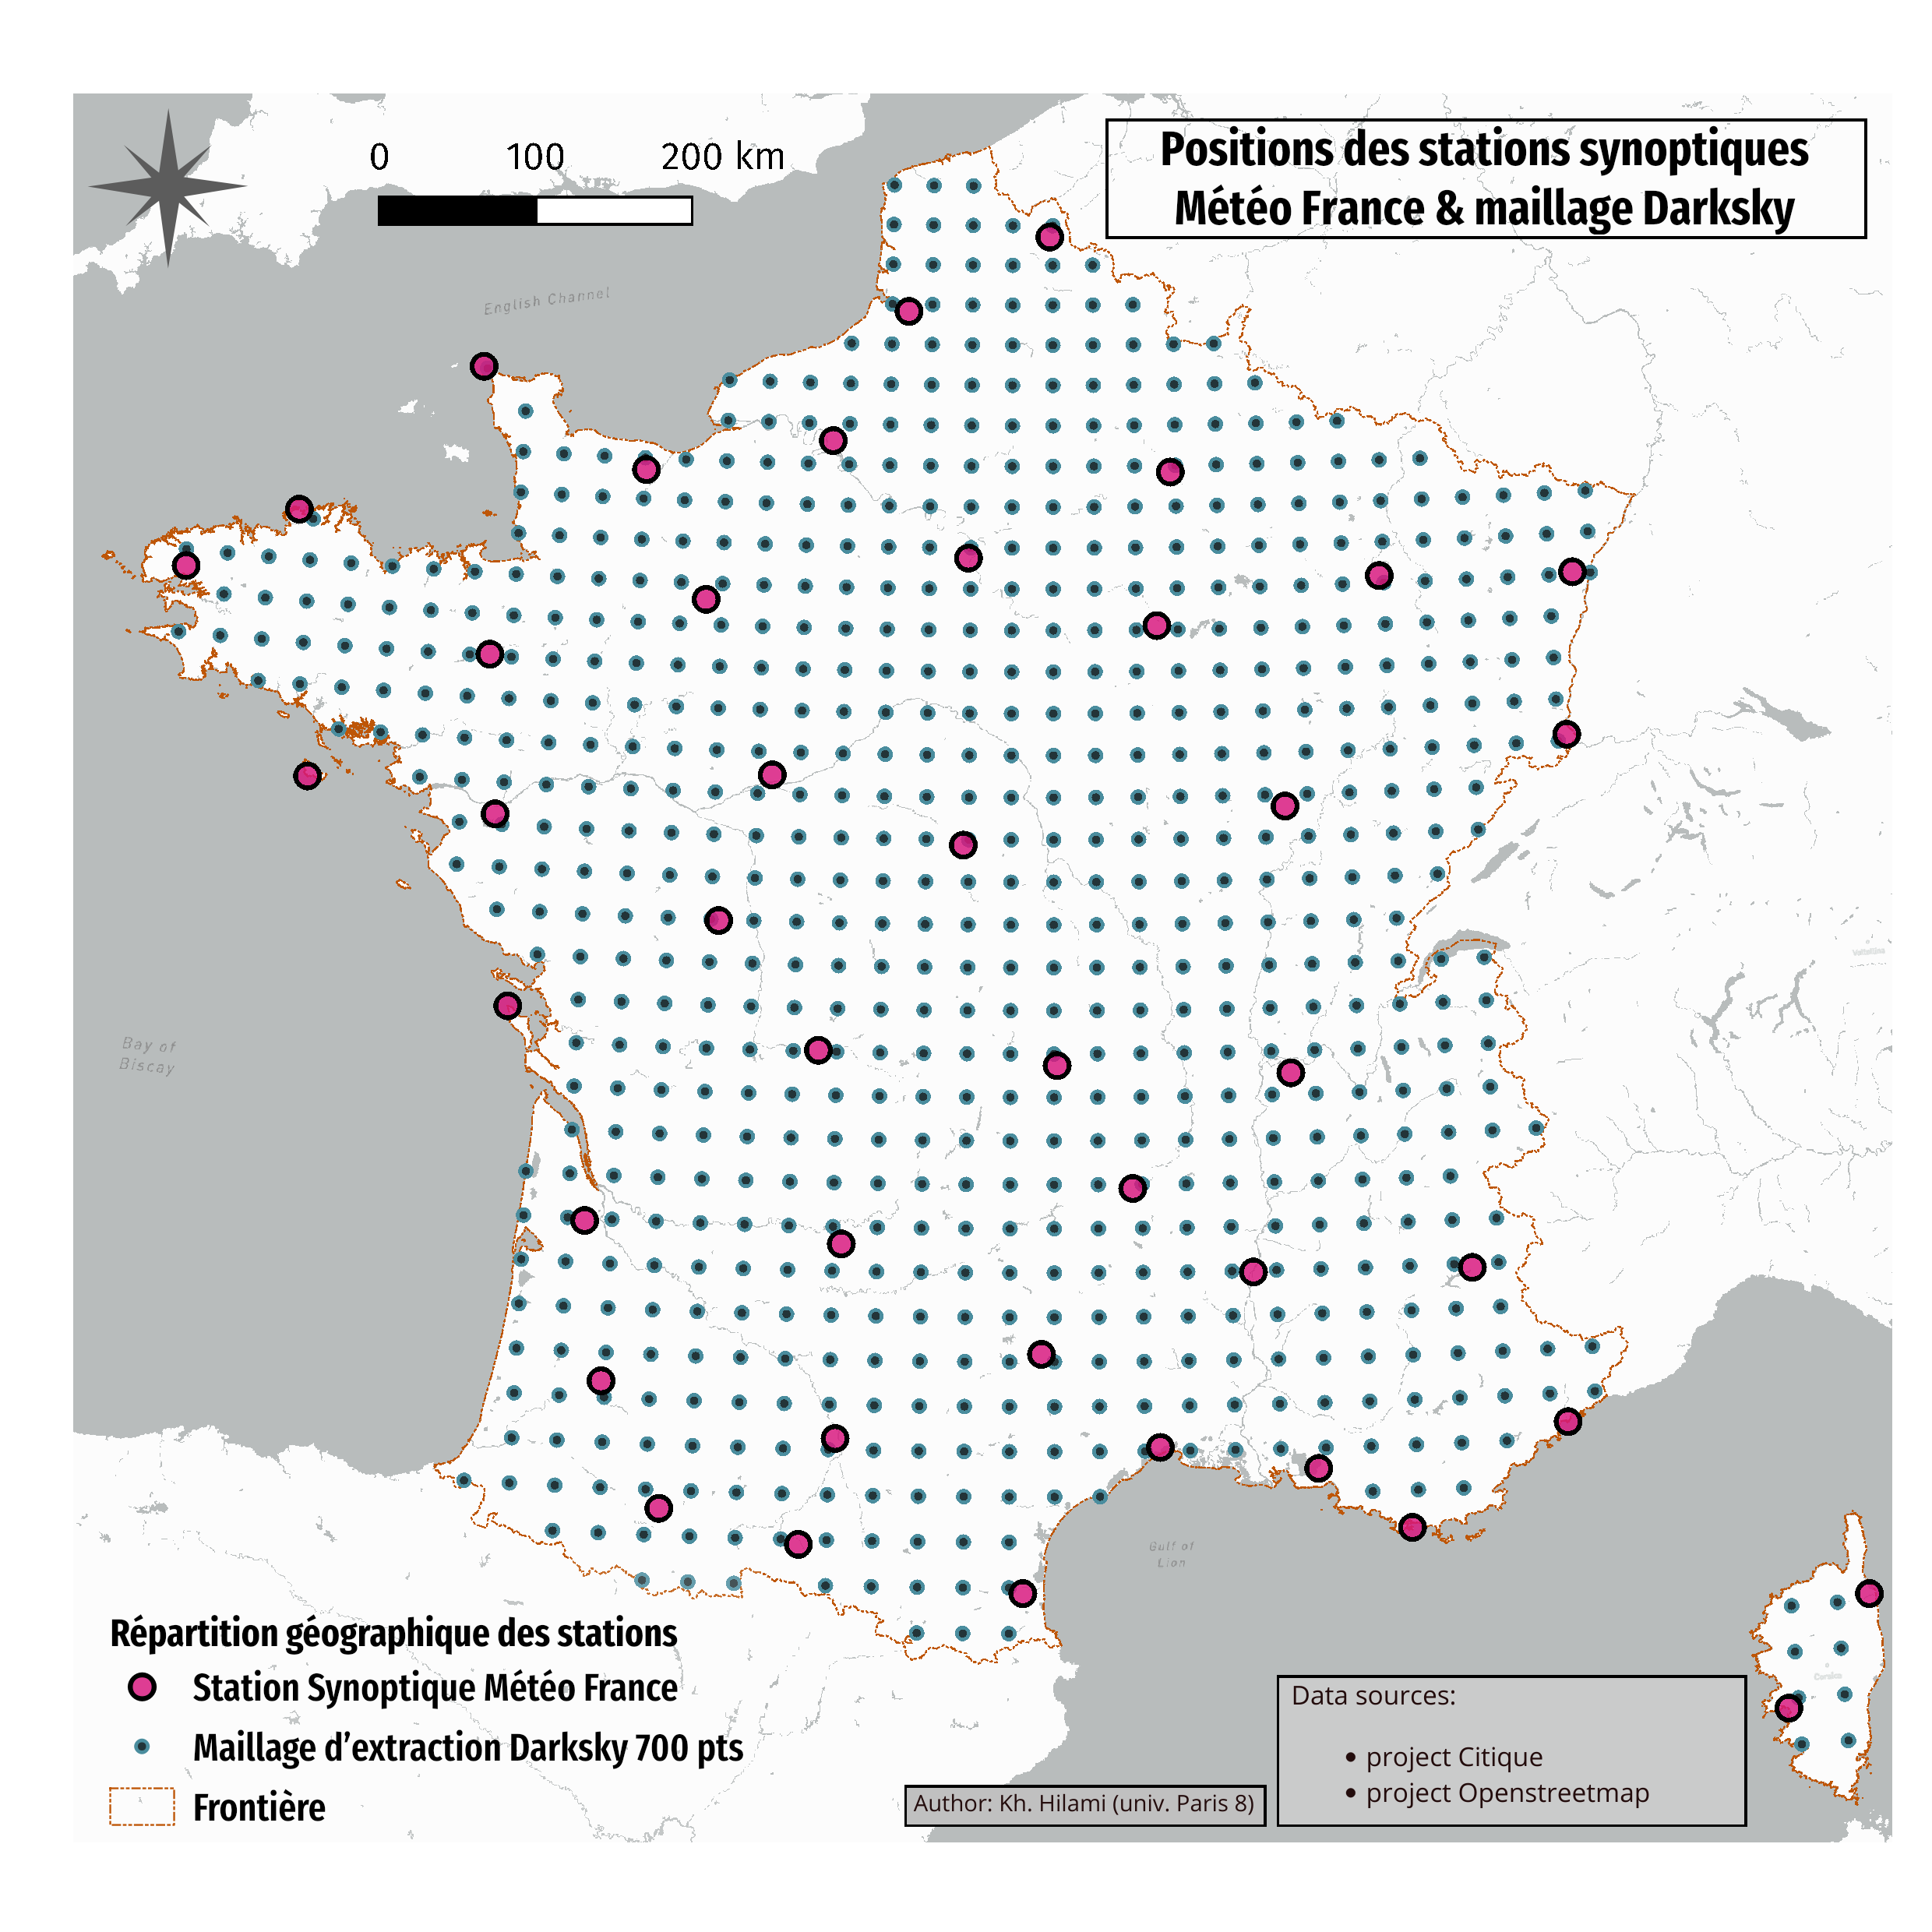 0 100 200 km
Positions des stations synoptiques
Météo France & maillage Darksky
English Channel
Bay of
Biscay
Gulf of
Lion
Corsica
Répartition géographique des stations
Station Synoptique Météo France
Maillage d’extraction Darksky 700 pts
Frontière
Author: Kh. Hilami (univ. Paris 8)
Data sources:
• project Citique
• project Openstreetmap